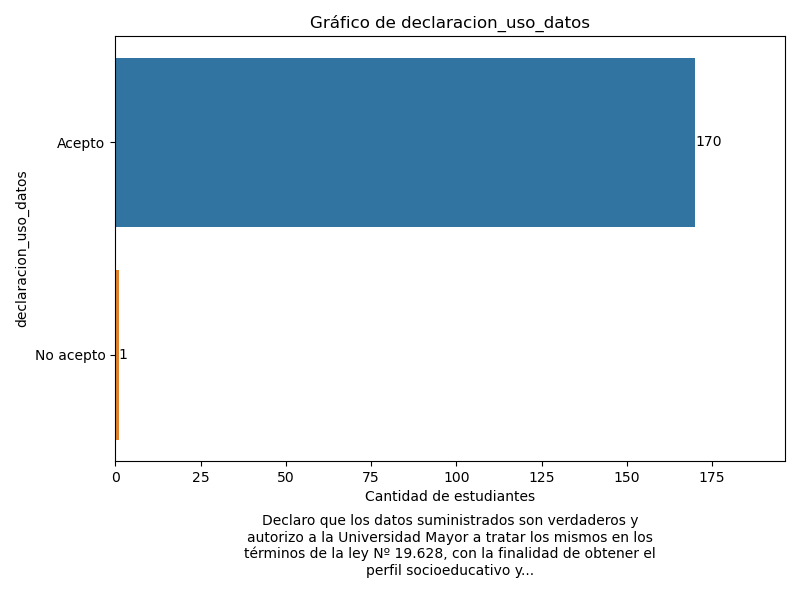 Gráfico de declaracion_uso_datos
declaracion_uso_datos
Acepto
170
No acepto
1
0 25 50 75 100 125 150 175
Cantidad de estudiantes
Declaro que los datos suministrados son verdaderos y
autorizo a la Universidad Mayor a tratar los mismos en los
términos de la ley Nº 19.628, con la finalidad de obtener el
perfil socioeducativo y...